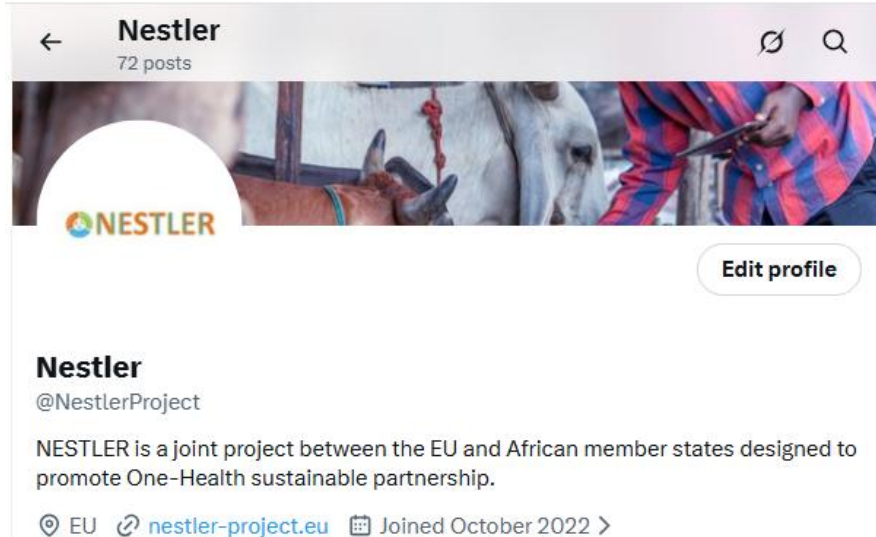 Nestler
72 posts
NESTLER
Edit profile
Nestler
@NestlerProject
NESTLER is a joint project between the EU and African member states designed to
promote One-Health sustainable partnership.
EU nestler-project.eu Joined October 2022